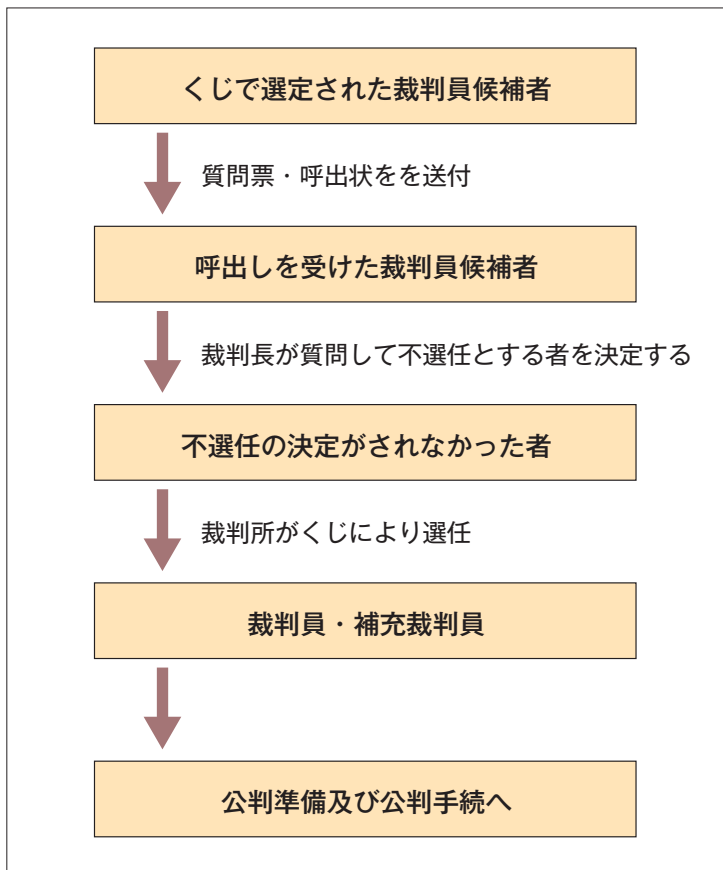 くじで選定された裁判員候補者
質問票・呼出状をを送付
呼出しを受けた裁判員候補者
裁判長が質問して不選任とする者を決定する
不選任の決定がされなかった者
裁判所がくじにより選任
裁判員・補充裁判員
公判準備及び公判手続へ